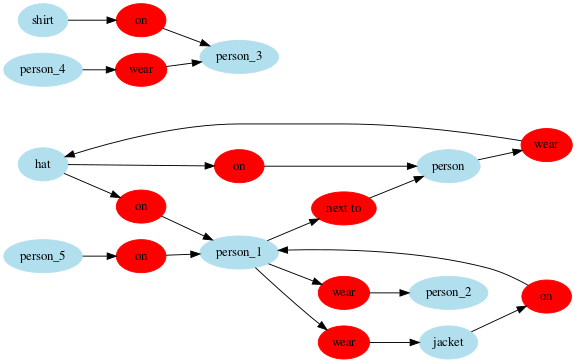 shirt on
person_3
person_4 wear
wear
hat on person
on next to
person_5 on person_1
wear person_2 on
wear jacket